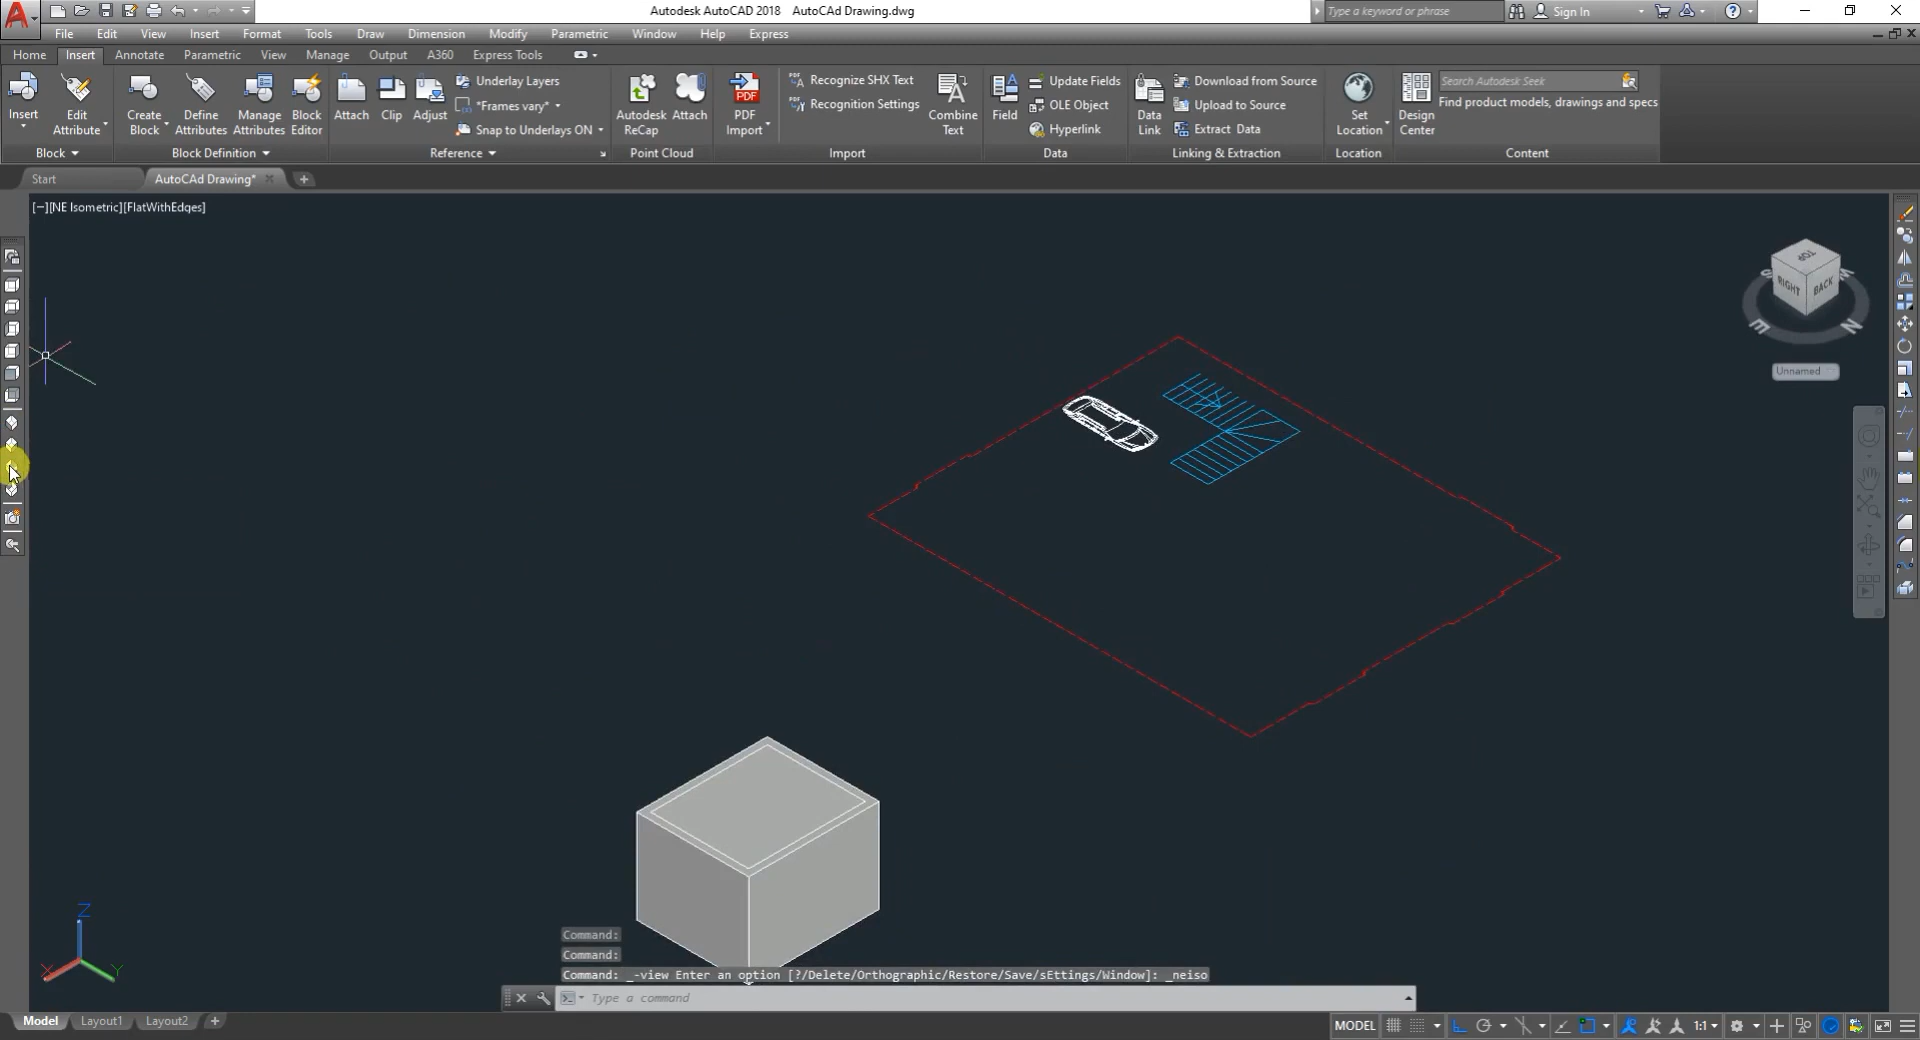 Autodesk AutoCAD 2018 AutoCAd Drawing.dwg
Type a keyword or phrase
Sign In
File Edit View Insert Format Tools Draw Dimension Modify Parametric Window Help Express
Home Insert Annotate Parametric View Manage Output A360 Express Tools
Insert
Edit Attribute
Create Block
Define Attributes
Manage Attributes
Block Editor
Attach
Clip
Adjust
Underlay Layers
*Frames vary*
Snap to Underlays ON
Autodesk ReCap
Attach
PDF
PDF Import
Recognize SHX Text
Recognition Settings
Combine Text
Field
Update Fields
OLE Object
Hyperlink
Data Link
Download from Source
Upload to Source
Extract Data
Set Location
Design Center
Search Autodesk Seek
Find product models, drawings and specs
Block
Block Definition
Reference
Point Cloud
Import
Data
Linking & Extraction
Location
Content
Start
AutoCAd Drawing*
[−][NE Isometric][FlatWithEdges]
TOP
RIGHT
BACK
E
N
Unnamed
Z
X
Y
Command:
Command:
Command: _-view Enter an option [?/Delete/Orthographic/Restore/Save/sEttings/Window]: _neiso
Type a command
Model Layout1 Layout2
MODEL
1:1